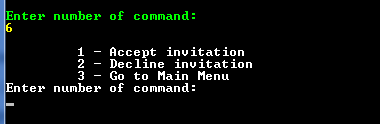 Enter number of command:
6
1 - Accept invitation
2 - Decline invitation
3 - Go to Main Menu
Enter number of command: